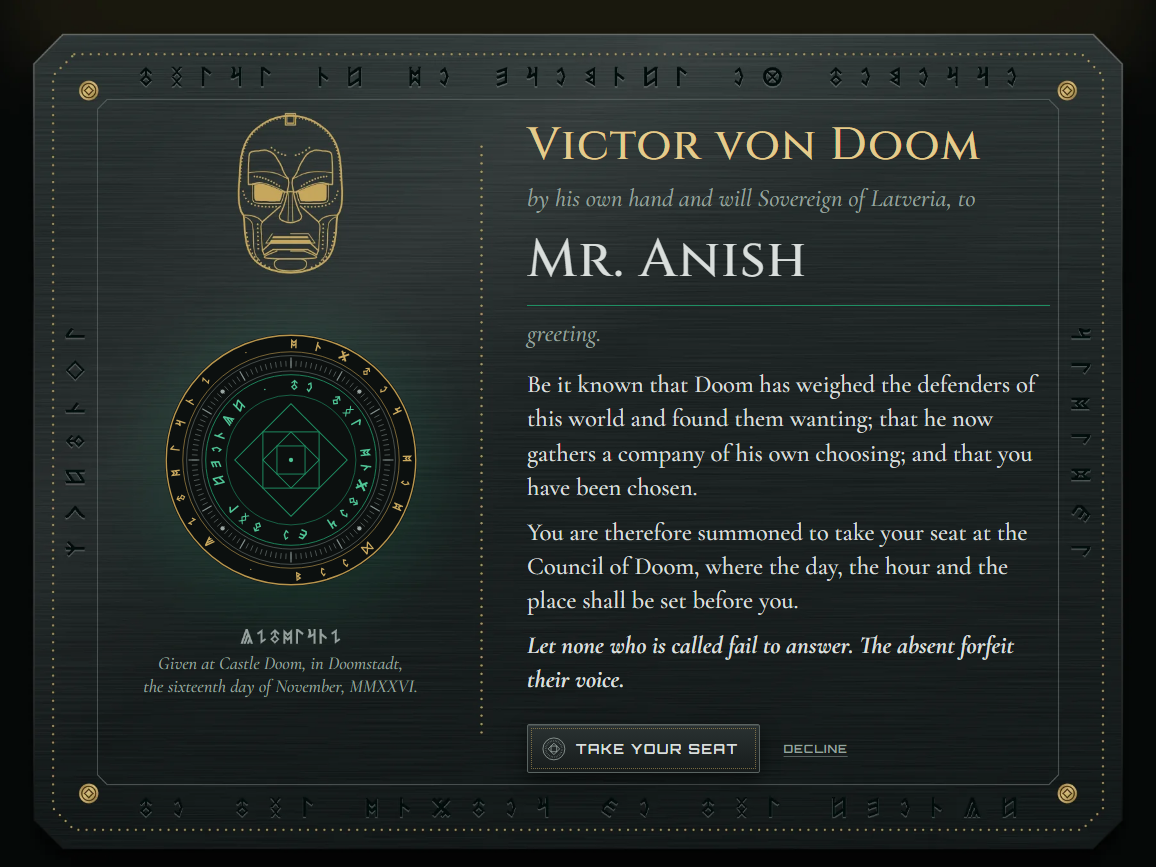 Victor von Doom
by his own hand and will Sovereign of Latveria, to
Mr. Anish
greeting.
Be it known that Doom has weighed the defenders of
this world and found them wanting; that he now
gathers a company of his own choosing; and that you
have been chosen.
You are therefore summoned to take your seat at the
Council of Doom, where the day, the hour and the
place shall be set before you.
Let none who is called fail to answer. The absent forfeit
their voice.
TAKE YOUR SEAT
DECLINE
Given at Castle Doom, in Doomstadt,
the sixteenth day of November, MMXXVI.